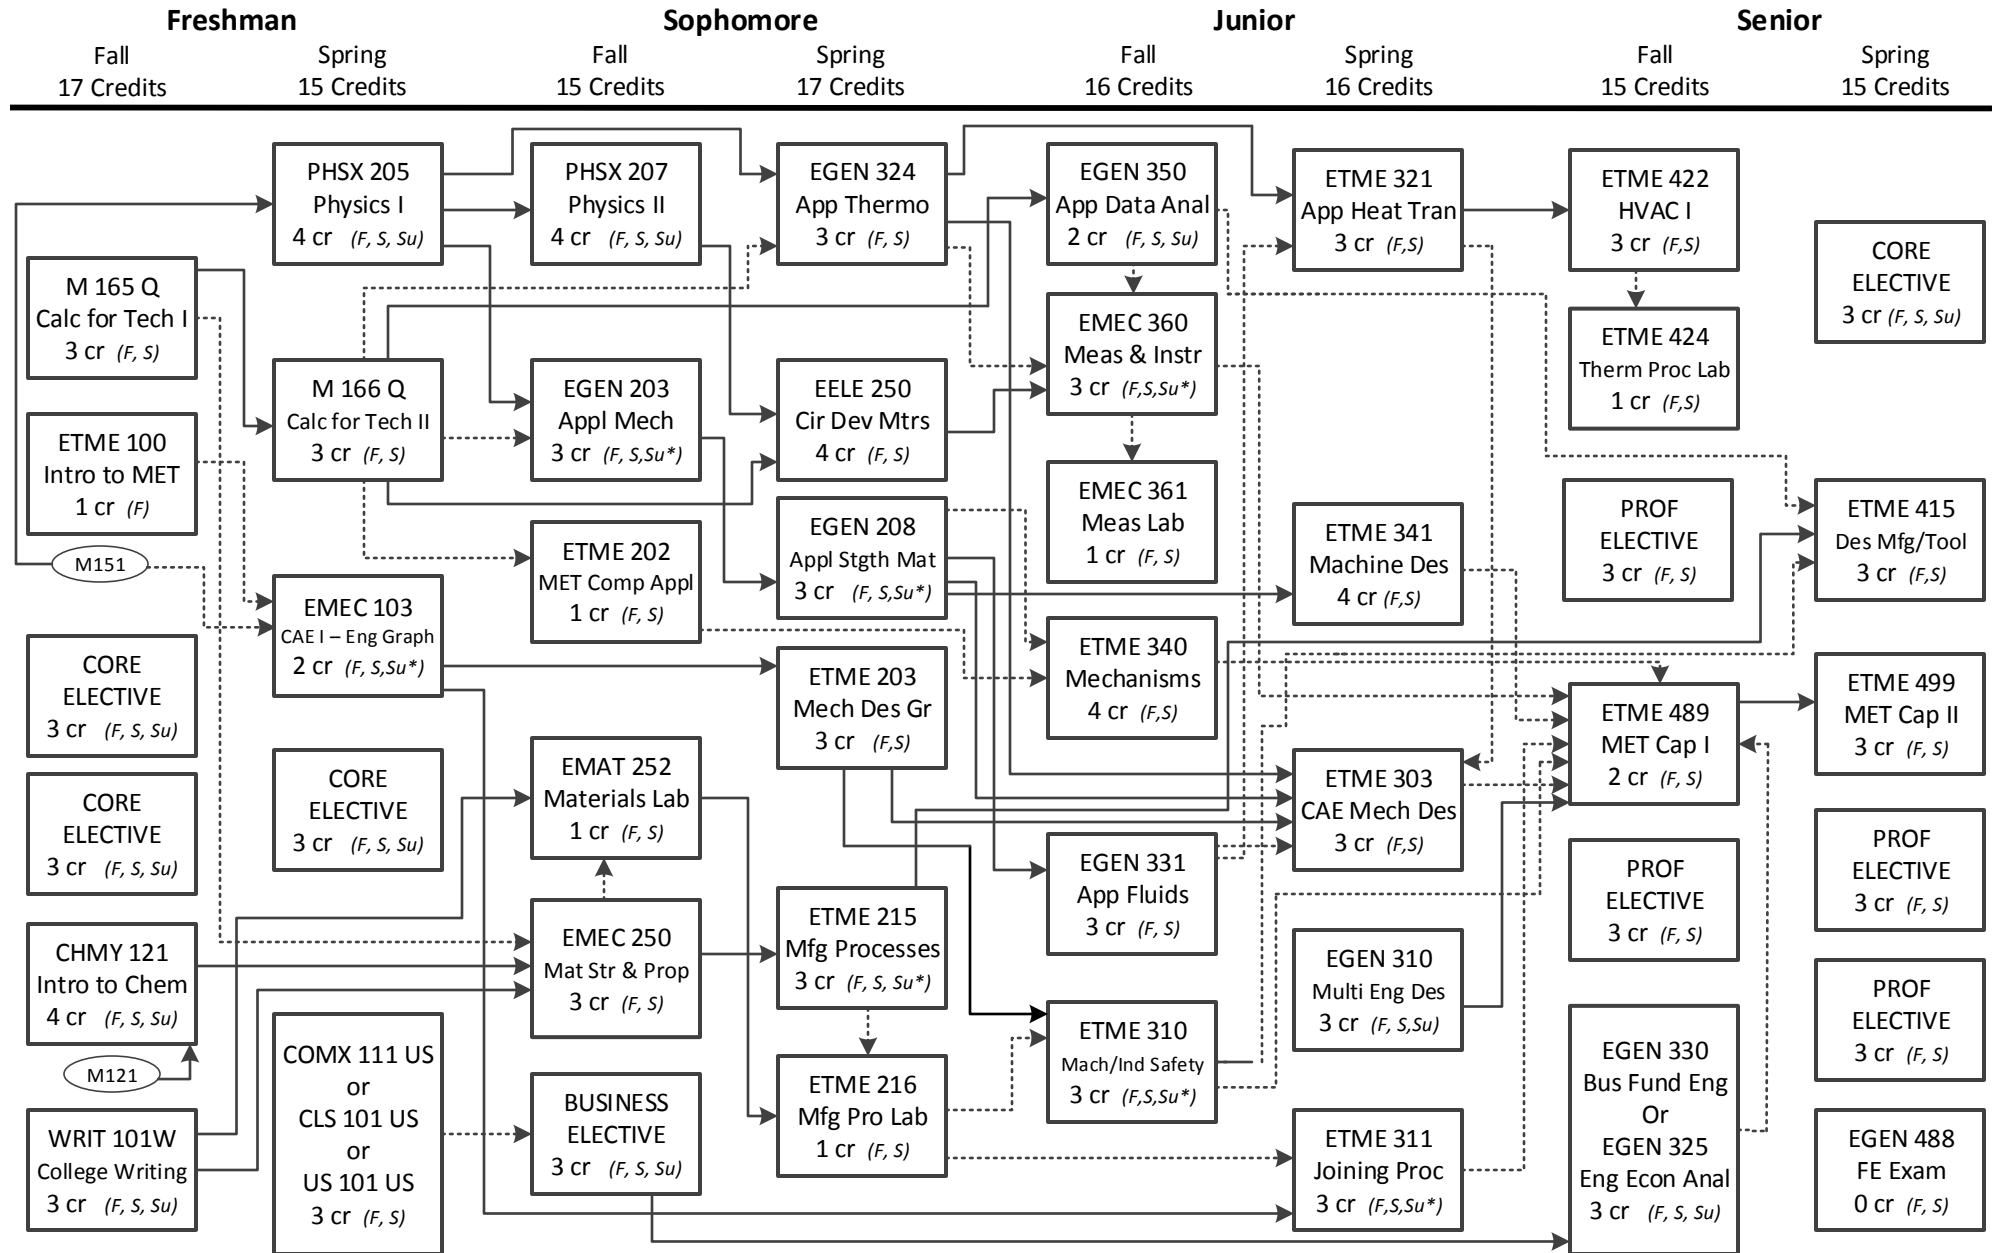 Freshman
Sophomore
Junior
Senior
Fall
17 Credits
Spring
15 Credits
Fall
15 Credits
Spring
17 Credits
Fall
16 Credits
Spring
16 Credits
Fall
15 Credits
Spring
15 Credits
M 165 Q
Calc for Tech I
3 cr (F, S)
ETME 100
Intro to MET
1 cr (F)
M151
CORE
ELECTIVE
3 cr (F, S, Su)
CORE
ELECTIVE
3 cr (F, S, Su)
CHMY 121
Intro to Chem
4 cr (F, S, Su)
M121
WRIT 101W
College Writing
3 cr (F, S, Su)
PHSX 205
Physics I
4 cr (F, S, Su)
M 166 Q
Calc for Tech II
3 cr (F, S)
EMEC 103
CAE I – Eng Graph
2 cr (F, S,Su*)
CORE
ELECTIVE
3 cr (F, S, Su)
COMX 111 US
or
CLS 101 US
or
US 101 US
3 cr (F, S)
PHSX 207
Physics II
4 cr (F, S, Su)
EGEN 203
Appl Mech
3 cr (F, S,Su*)
ETME 202
MET Comp Appl
1 cr (F, S)
EMAT 252
Materials Lab
1 cr (F, S)
EMEC 250
Mat Str & Prop
3 cr (F, S)
BUSINESS
ELECTIVE
3 cr (F, S, Su)
EGEN 324
App Thermo
3 cr (F, S)
EELE 250
Cir Dev Mtrs
4 cr (F, S)
EGEN 208
Appl Stgth Mat
3 cr (F, S,Su*)
ETME 203
Mech Des Gr
3 cr (F,S)
ETME 215
Mfg Processes
3 cr (F, S, Su*)
ETME 216
Mfg Pro Lab
1 cr (F, S)
EGEN 350
App Data Anal
2 cr (F, S, Su)
EMEC 360
Meas & Instr
3 cr (F,S,Su*)
EMEC 361
Meas Lab
1 cr (F, S)
ETME 340
Mechanisms
4 cr (F,S)
EGEN 331
App Fluids
3 cr (F, S)
ETME 310
Mach/Ind Safety
3 cr (F,S,Su*)
ETME 321
App Heat Tran
3 cr (F,S)
ETME 341
Machine Des
4 cr (F,S)
ETME 303
CAE Mech Des
3 cr (F,S)
EGEN 310
Multi Eng Des
3 cr (F, S,Su)
ETME 311
Joining Proc
3 cr (F,S,Su*)
ETME 422
HVAC I
3 cr (F,S)
ETME 424
Therm Proc Lab
1 cr (F,S)
PROF
ELECTIVE
3 cr (F, S)
ETME 489
MET Cap I
2 cr (F, S)
PROF
ELECTIVE
3 cr (F, S)
EGEN 330
Bus Fund Eng
Or
EGEN 325
Eng Econ Anal
3 cr (F, S, Su)
CORE
ELECTIVE
3 cr (F, S, Su)
ETME 415
Des Mfg/Tool
3 cr (F,S)
ETME 499
MET Cap II
3 cr (F, S)
PROF
ELECTIVE
3 cr (F, S)
PROF
ELECTIVE
3 cr (F, S)
EGEN 488
FE Exam
0 cr (F, S)